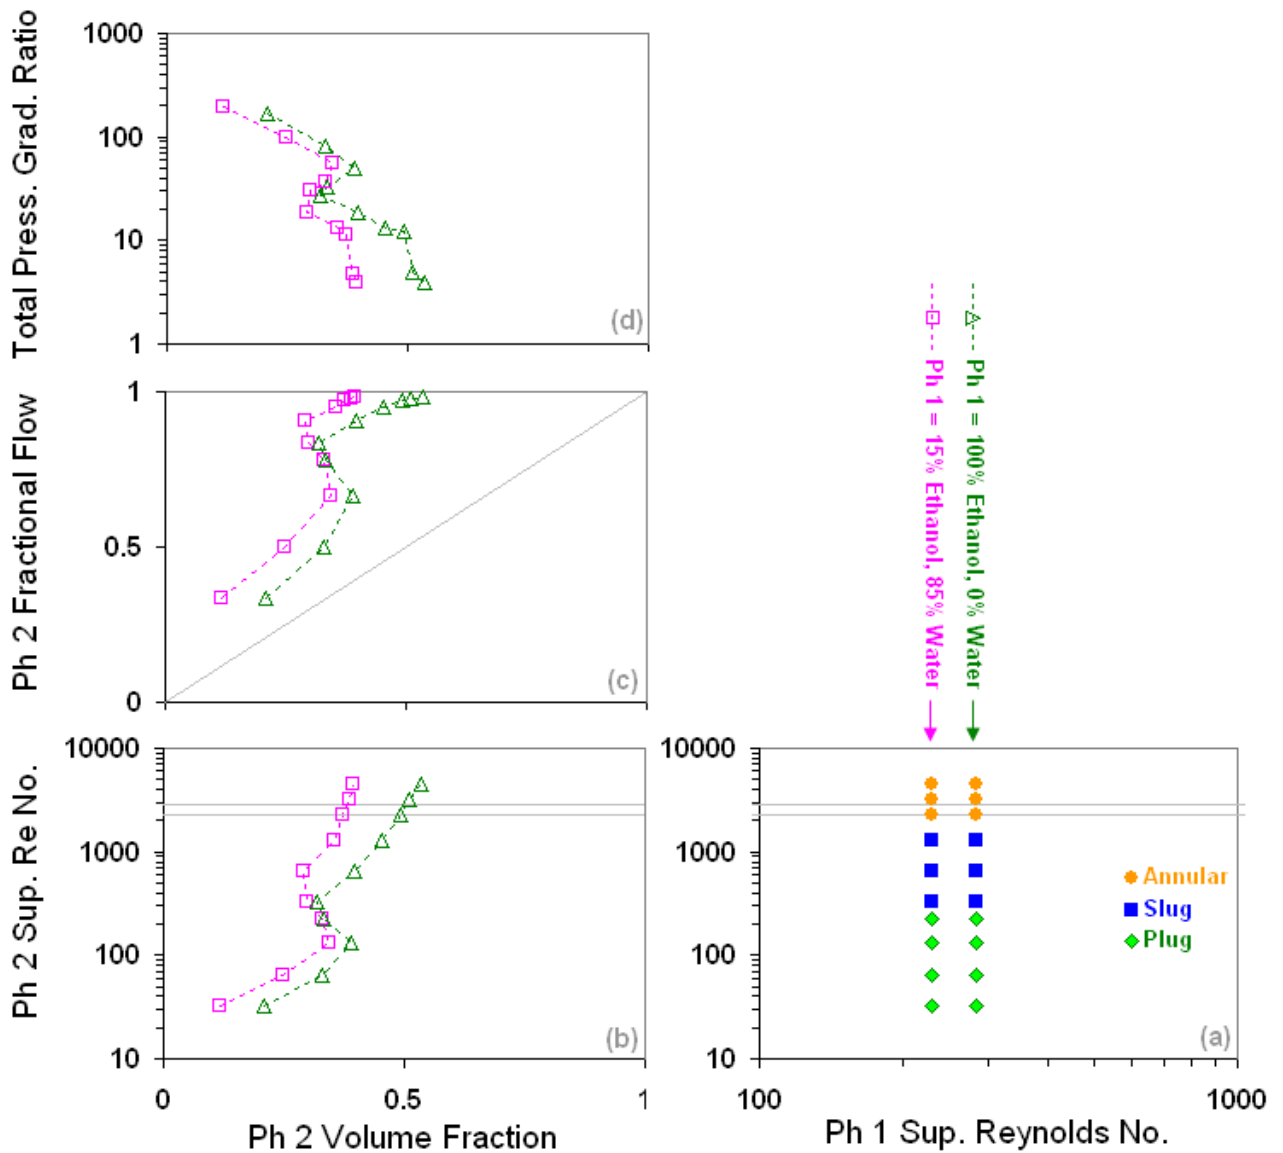 Total Press. Grad. Ratio
1000
100
10
1
(d)
Ph 2 Fractional Flow
1
0.5
0
(c)
Ph 1 = 15% Ethanol, 85% Water
Ph 1 = 100% Ethanol, 0% Water
Ph 2 Sup. Re No.
10000
1000
100
10
(b)
0
0.5
1
Ph 2 Volume Fraction
10000
1000
100
10
Annular
Slug
Plug
(a)
100
1000
Ph 1 Sup. Reynolds No.